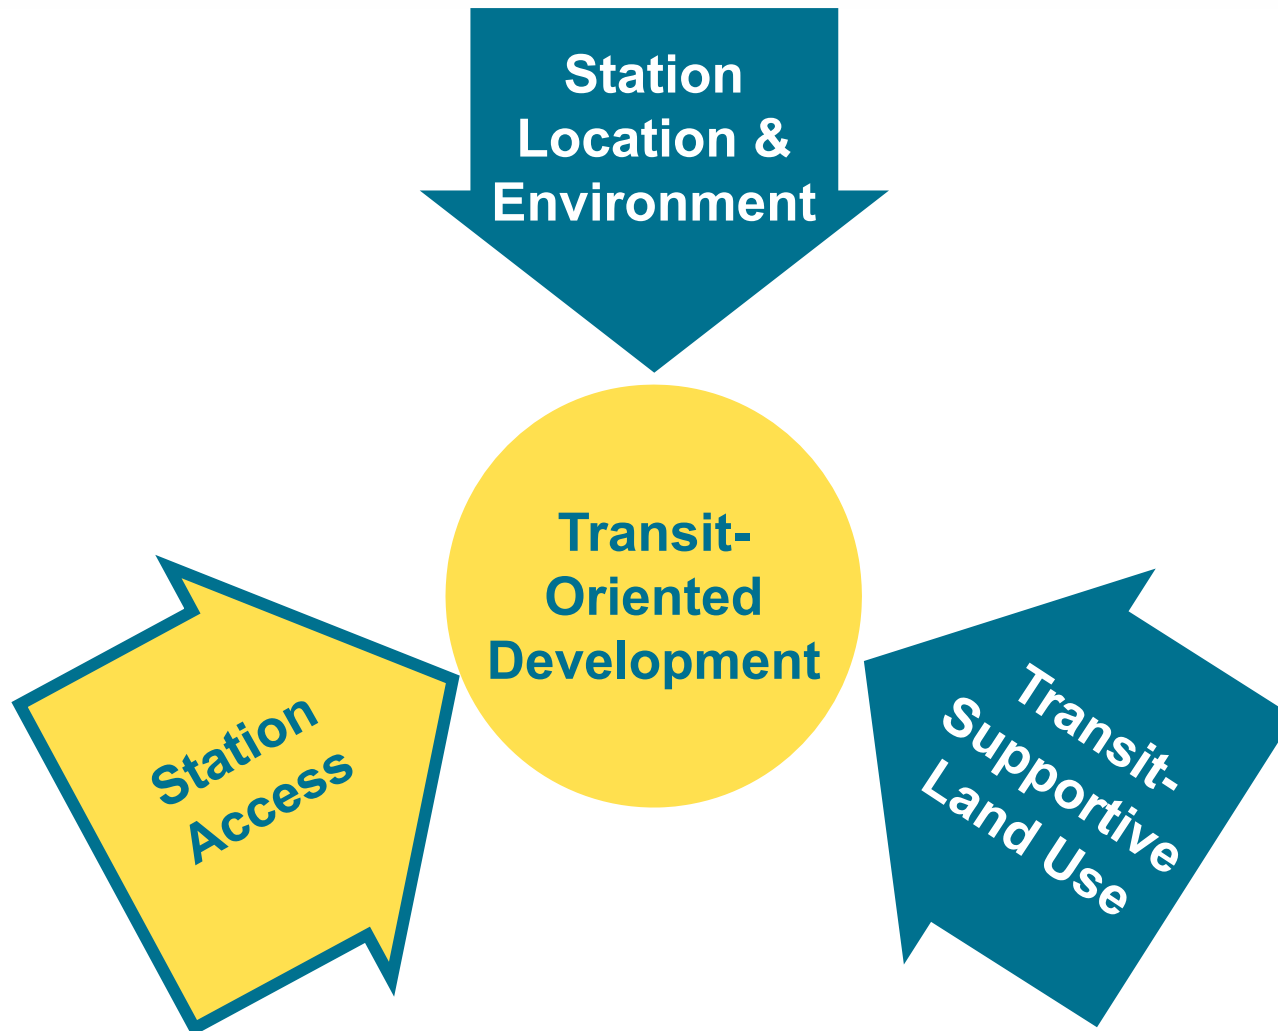 Station
Location &
Environment
Transit-
Oriented
Development
Station
Access
Transit-
Supportive
Land Use